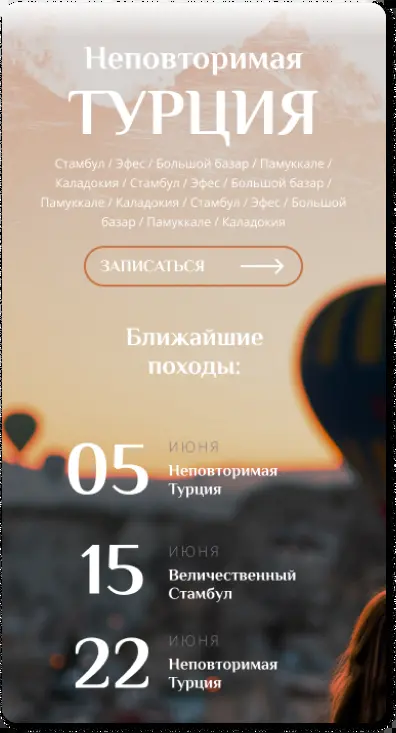 Неповторимая
ТУРЦИЯ
Стамбул / Эфес / Большой базар / Памуккале /
Каладокия / Стамбул / Эфес / Большой базар /
Памуккале / Каладокия / Стамбул / Эфес / Большой
базар / Памуккале / Каладокия
ЗАПИСАТЬСЯ
Ближайшие
походы:
05
ИЮНЯ
Неповторимая
Турция
15
ИЮНЯ
Величественный
Стамбул
22
ИЮНЯ
Неповторимая
Турция